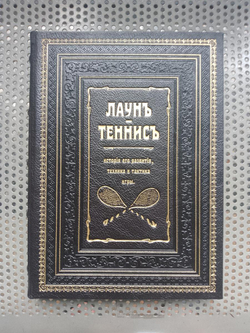 ЛАУНЪ
–
ТЕННИСЪ
ИСТОРІЯ ЕГО РАЗВИТІЯ,
ТЕХНИКА И ТАКТИКА
ИГРЫ.